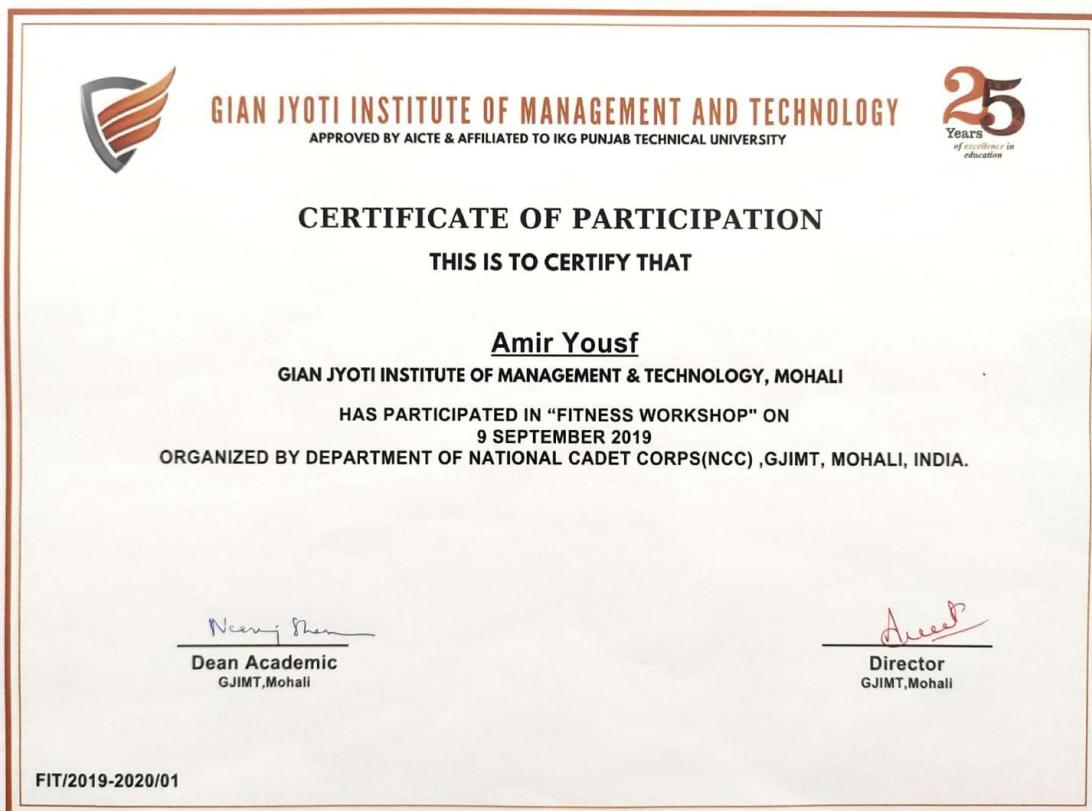 GIAN JYOTI INSTITUTE OF MANAGEMENT AND TECHNOLOGY
APPROVED BY AICTE & AFFILIATED TO IKG PUNJAB TECHNICAL UNIVERSITY
25
Years
of excellence in
education
CERTIFICATE OF PARTICIPATION
THIS IS TO CERTIFY THAT
Amir Yousf
GIAN JYOTI INSTITUTE OF MANAGEMENT & TECHNOLOGY, MOHALI
HAS PARTICIPATED IN “FITNESS WORKSHOP" ON
9 SEPTEMBER 2019
ORGANIZED BY DEPARTMENT OF NATIONAL CADET CORPS(NCC) ,GJIMT, MOHALI, INDIA.
Dean Academic
GJIMT,Mohali
Director
GJIMT,Mohali
FIT/2019-2020/01